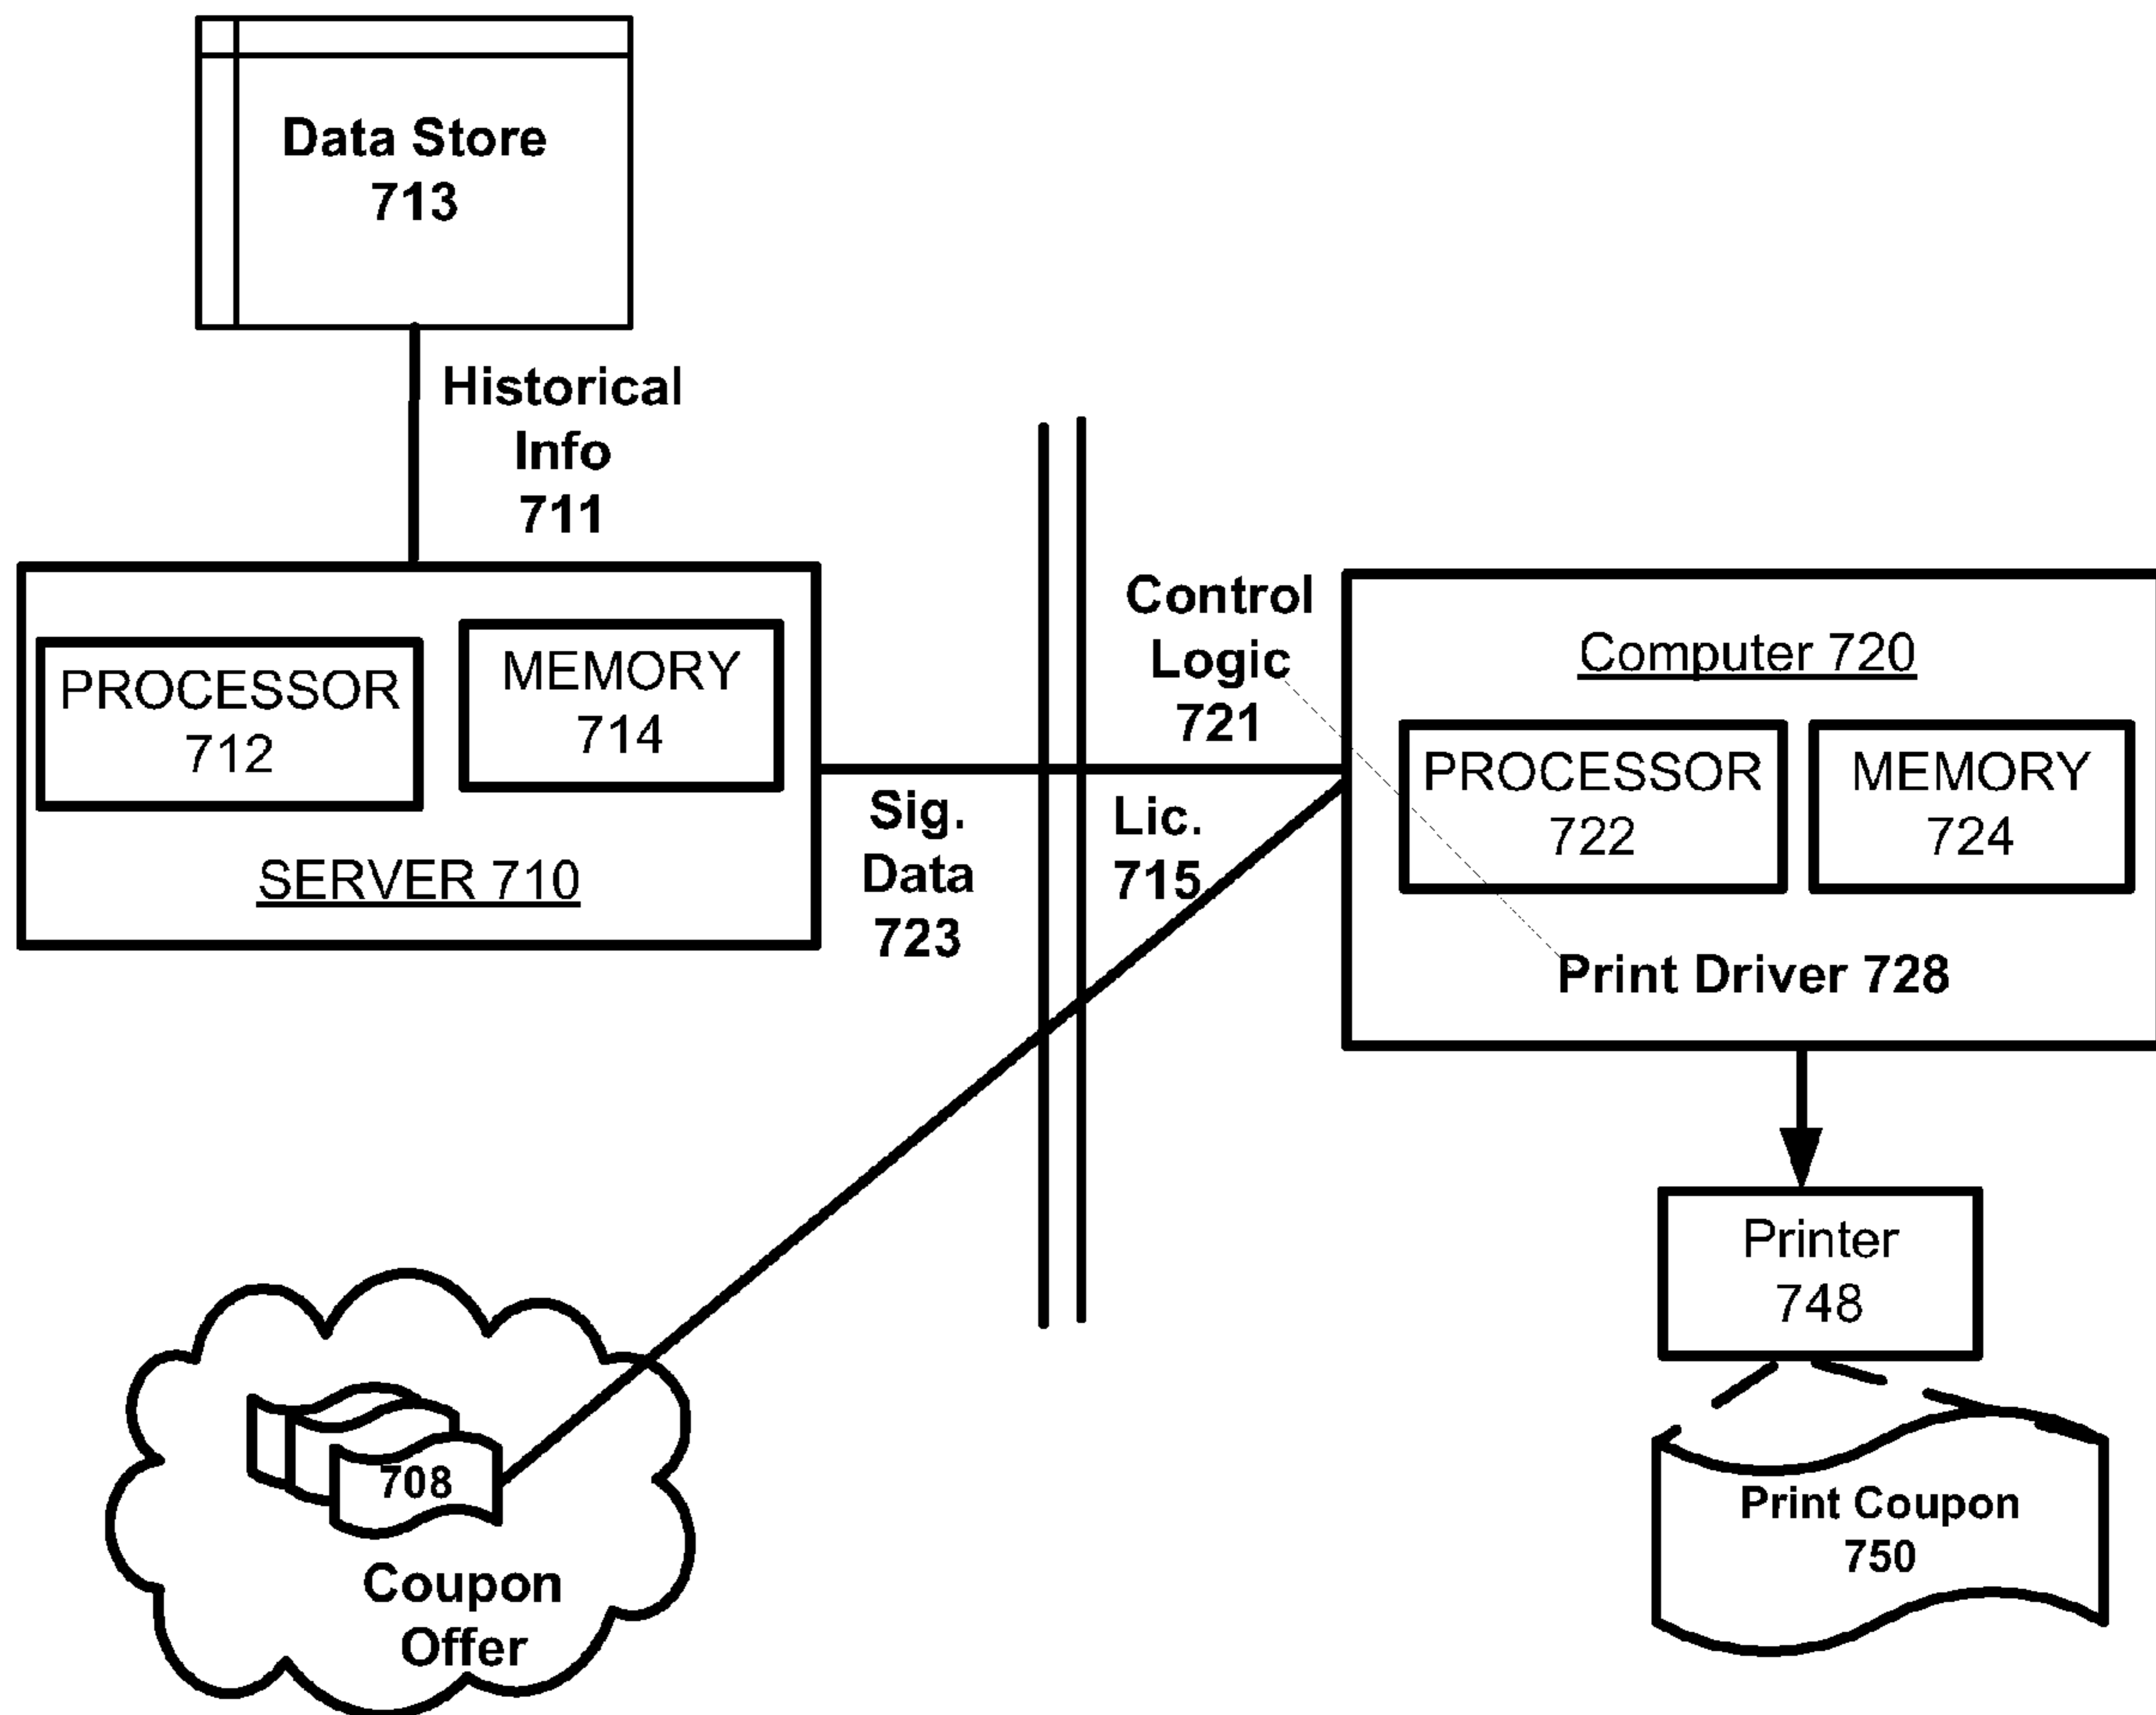 Data Store
713
Historical
Info
711
PROCESSOR
712
MEMORY
714
SERVER 710
Sig.
Data
723
Control
Logic
721
Lic.
715
Computer 720
PROCESSOR
722
MEMORY
724
Print Driver 728
Printer
748
Print Coupon
750
708
Coupon
Offer